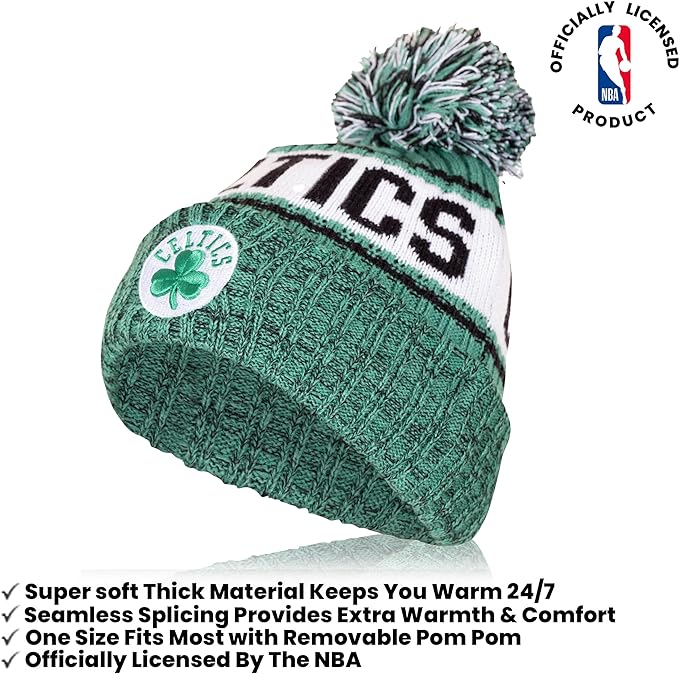 OFFICIALLY LICENSED
NBA
PRODUCT
LTICS
CELTICS
✓ Super soft Thick Material Keeps You Warm 24/7
✓ Seamless Splicing Provides Extra Warmth & Comfort
✓ One Size Fits Most with Removable Pom Pom
✓ Officially Licensed By The NBA